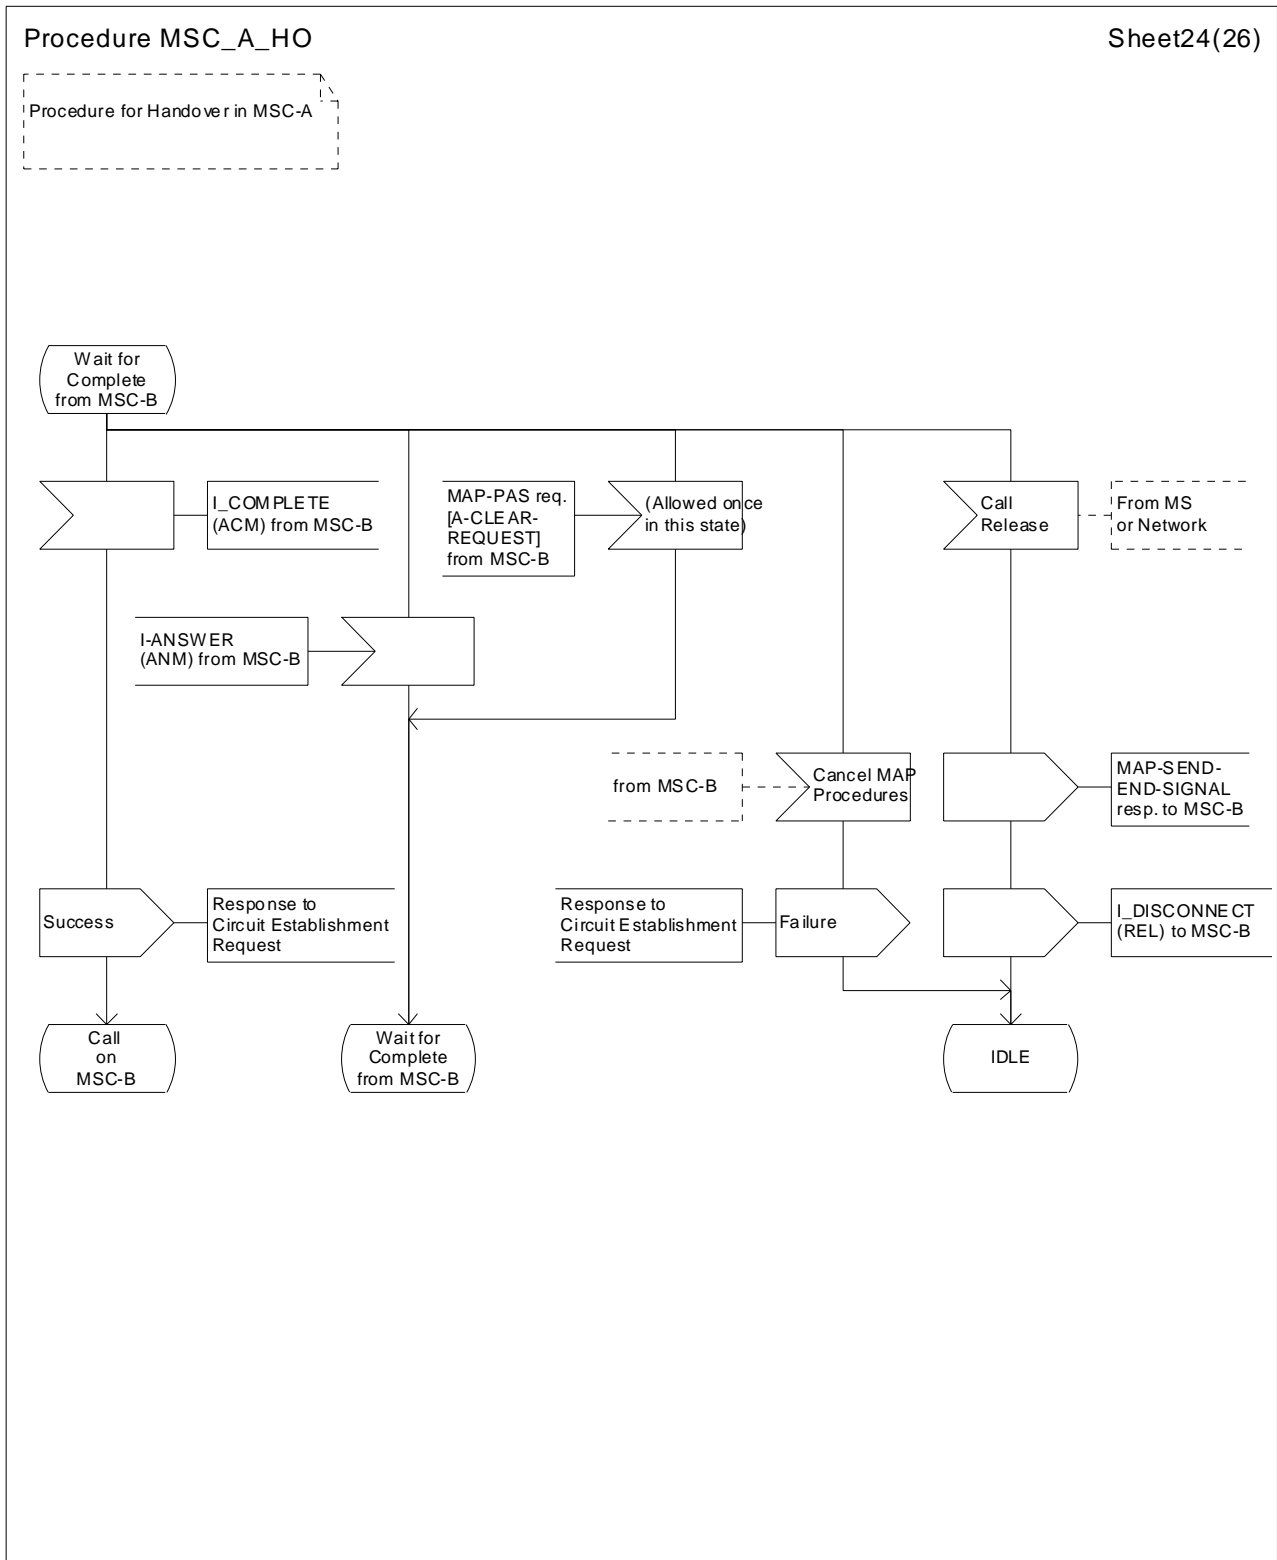 Procedure MSC_A_HO
Sheet24(26)
Procedure for Handover in MSC-A
Wait for
Complete
from MSC-B
I_COMPLETE
(ACM) from MSC-B
MAP-PAS req.
[A-CLEAR-
REQUEST]
from MSC-B
(Allowed once
in this state)
Call
Release
From MS
or Network
I-ANSWER
(ANM) from MSC-B
from MSC-B
Cancel MAP
Procedures
MAP-SEND-
END-SIGNAL
resp. to MSC-B
Success
Response to
Circuit Establishment
Request
Response to
Circuit Establishment
Request
Failure
I_DISCONNECT
(REL) to MSC-B
Call
on
MSC-B
Wait for
Complete
from MSC-B
IDLE